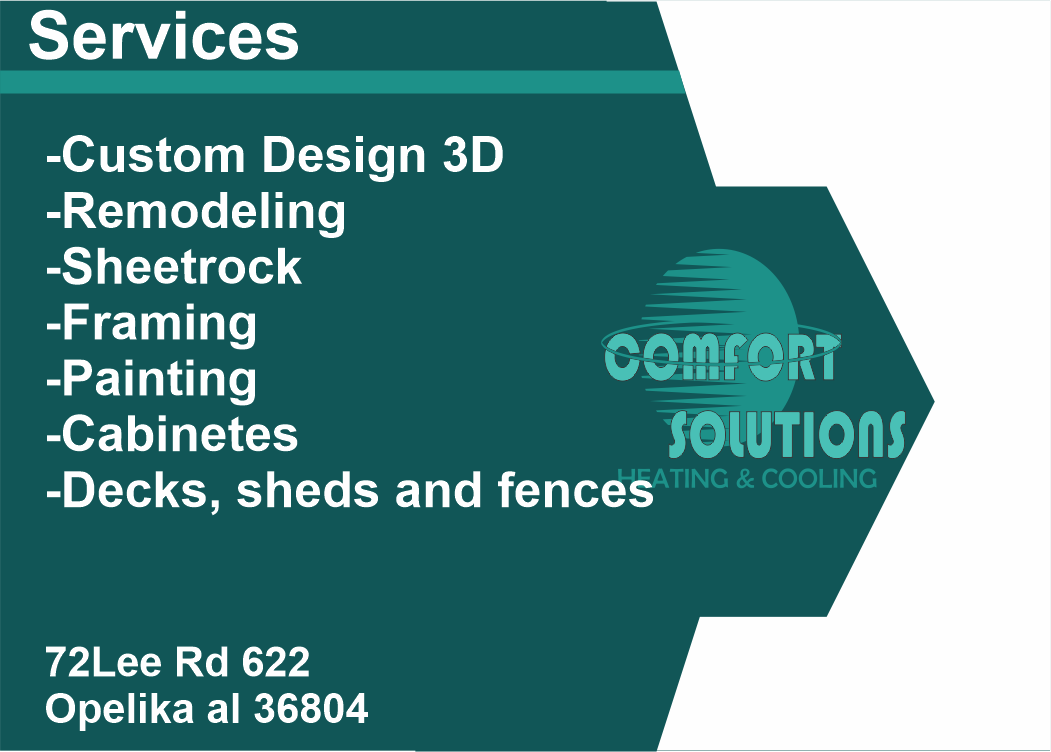 Services
-Custom Design 3D
-Remodeling
-Sheetrock
-Framing
-Painting
-Cabinetes
-Decks, sheds and fences
COMFORT
SOLUTIONS
HEATING & COOLING
72Lee Rd 622
Opelika al 36804